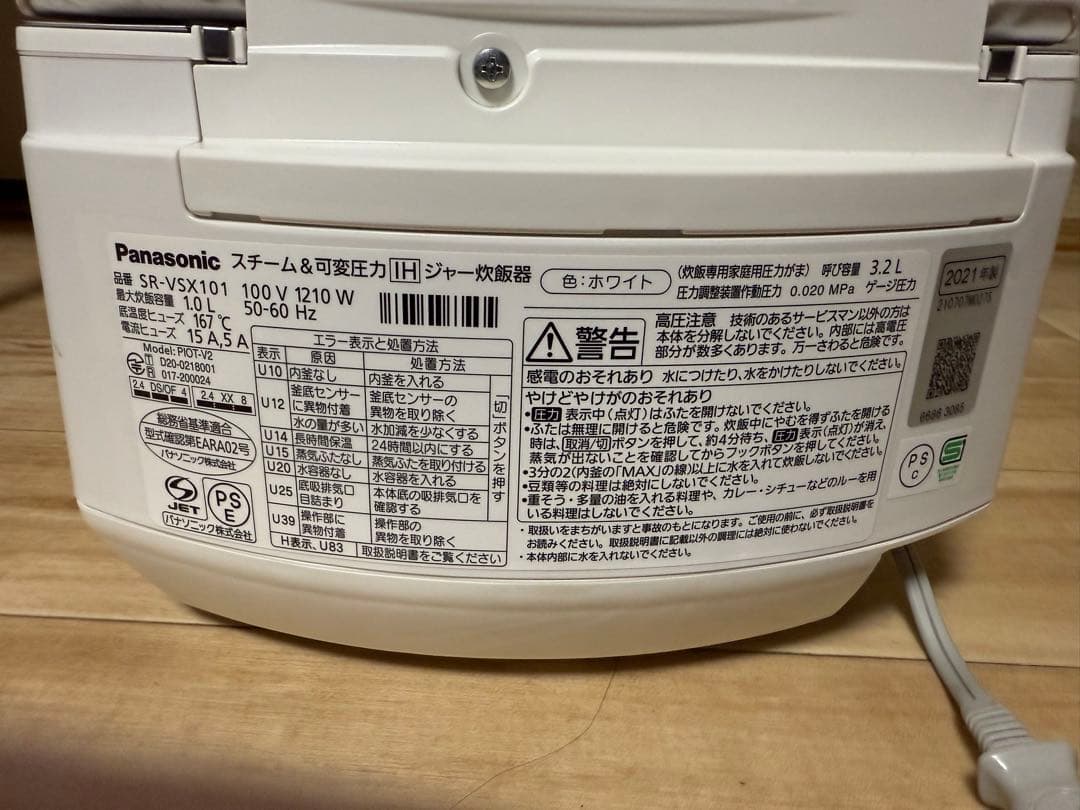 Panasonic スチーム&可変圧力IHジャー炊飯器
品番 SR-VSX101 100V 1210W
最大炊飯容量 1.0L 50-60Hz
底温度ヒューズ 167℃
電流ヒューズ 15A,5A
Model: PIOT-V2
D20-0218001
017-200024
2.4 DS/OF 4 2.4 XX 8
総務省基準適合
型式確認第EARA02号
パナソニック株式会社
JET PSE
パナソニック株式会社
エラー表示と処置方法
表示 原因 処置方法
U10 内釜なし 内釜を入れる
U12 釜底センサーに異物付着 釜底センサーの異物を取り除く
水の量が多い 水加減を少なくする
U14 長時間保温 24時間以内にする
U15 蒸気ふたなし 蒸気ふたを取り付ける
U20 水容器なし 水容器を入れる
U25 底吸排気口目詰まり 本体底の吸排気口を確認する
U39 操作部に異物付着 操作部の異物を取り除く
「切」ボタンを押す
H表示、U83 取扱説明書をご覧ください
色:ホワイト
(炊飯専用家庭用圧力がま) 呼び容量 3.2L
圧力調整装置作動圧力 0.020MPa ゲージ圧力
警告
高圧注意 技術のあるサービスマン以外の方は
本体を分解しないでください。内部には高電圧
部分が数多くあります。万一さわると危険です。
感電のおそれあり 水につけたり、水をかけたりしないでください。
やけどやけがのおそれあり
•圧力表示中(点灯)はふたを開けないでください。
•ふたは無理に開けると危険です。炊飯中にやむを得ずふたを開ける
時は、取消/切ボタンを押して、約4分待ち、圧力表示(点灯)が消え、
蒸気が出ないことを確認してからフックボタンを押してください。
•3分の2(内釜の「MAX」の線)以上に水を入れて炊飯しないでください。
•豆類等の料理は絶対にしないでください。
•重そう・多量の油を入れる料理や、カレー・シチューなどのルーを用
いる料理はしないでください。
・取扱いをまちがいますと事故のもとになります。ご使用の前に、必ず取扱説明書を
お読みください。取扱説明書に記載以外の調理には絶対に使わないでください。
・本体内部に水を入れないでください。
2021年製
210707M0276
6686 3085
PS
C